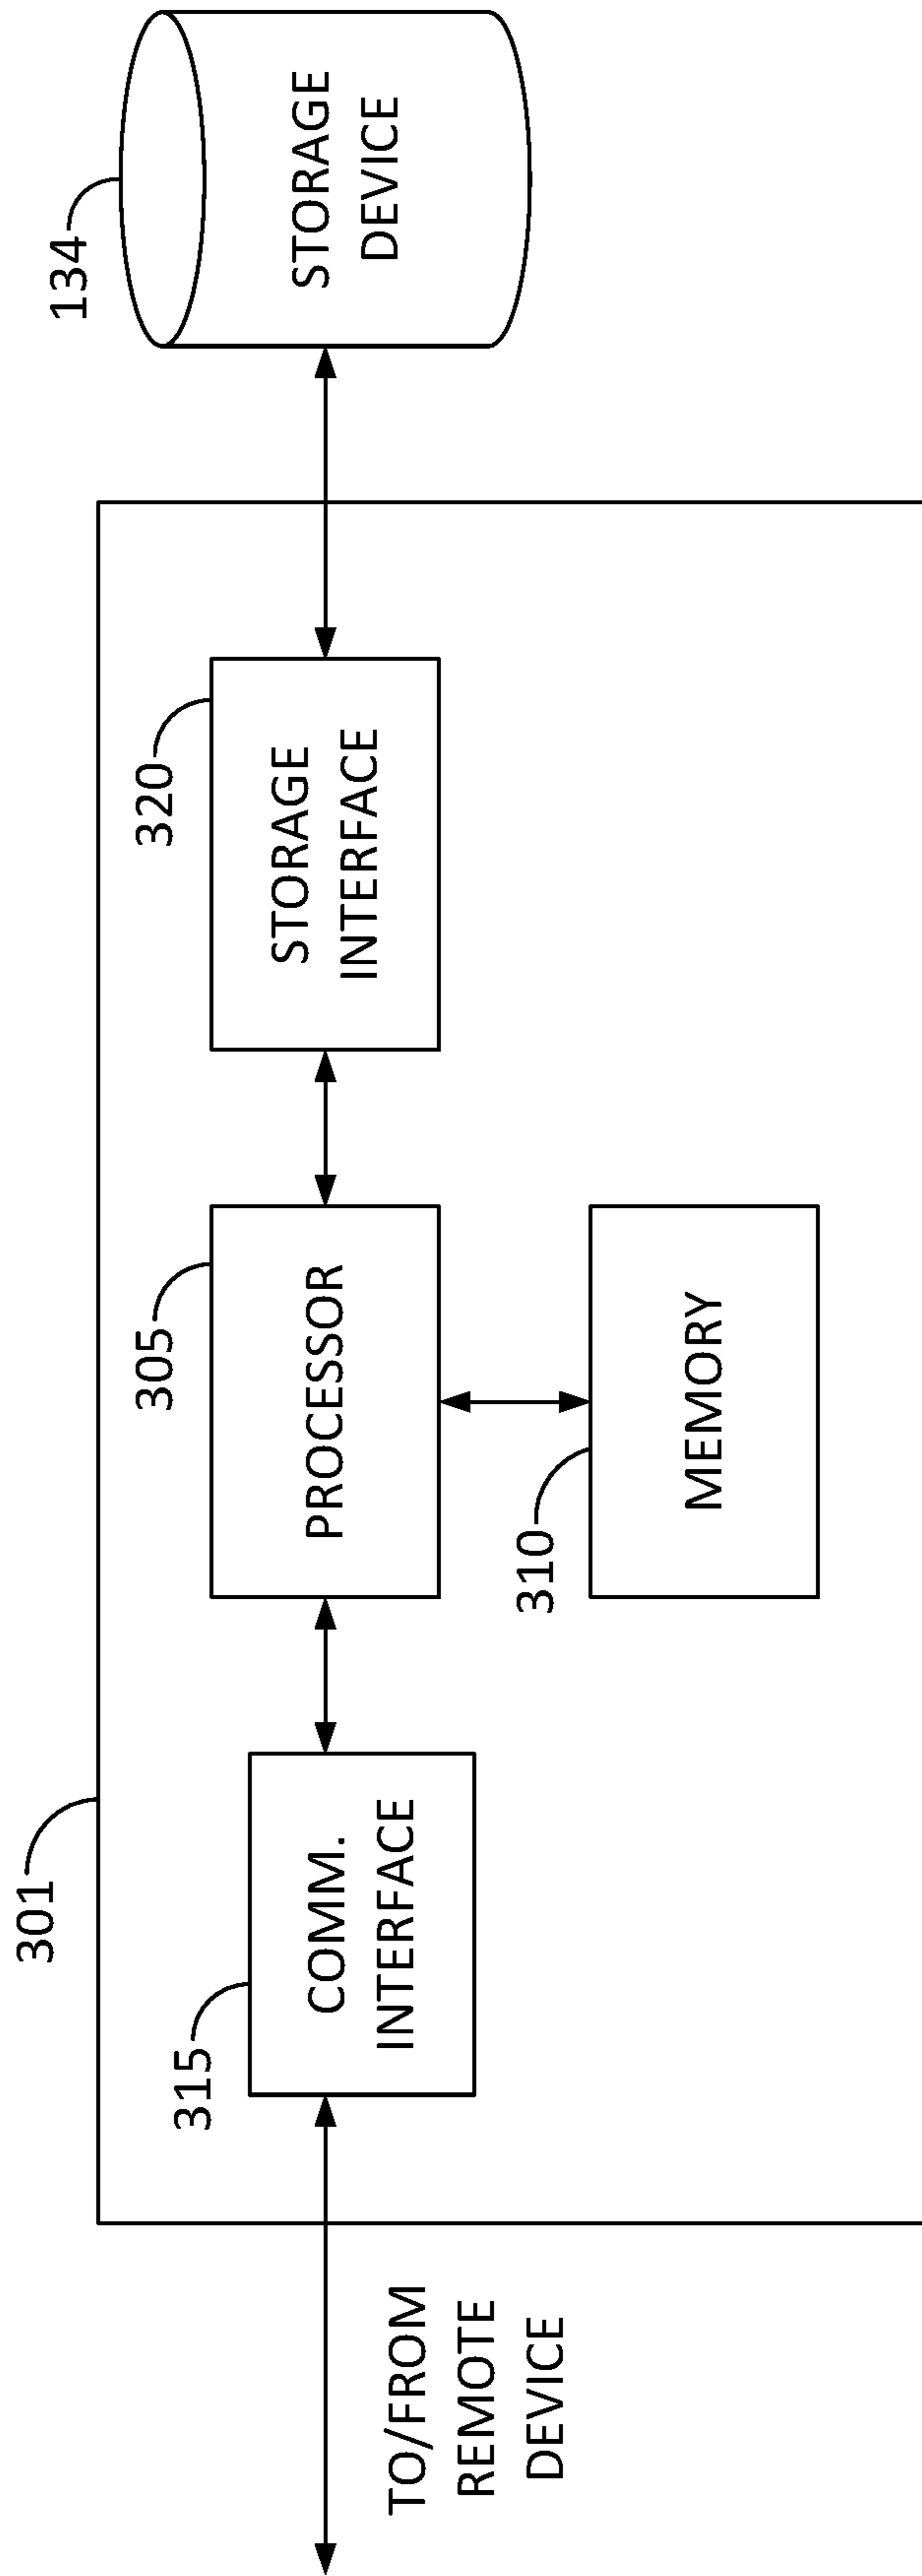 301
134
315
305
320
COMM.
INTERFACE
PROCESSOR
STORAGE
INTERFACE
STORAGE
DEVICE
TO/FROM
REMOTE
DEVICE
310
MEMORY